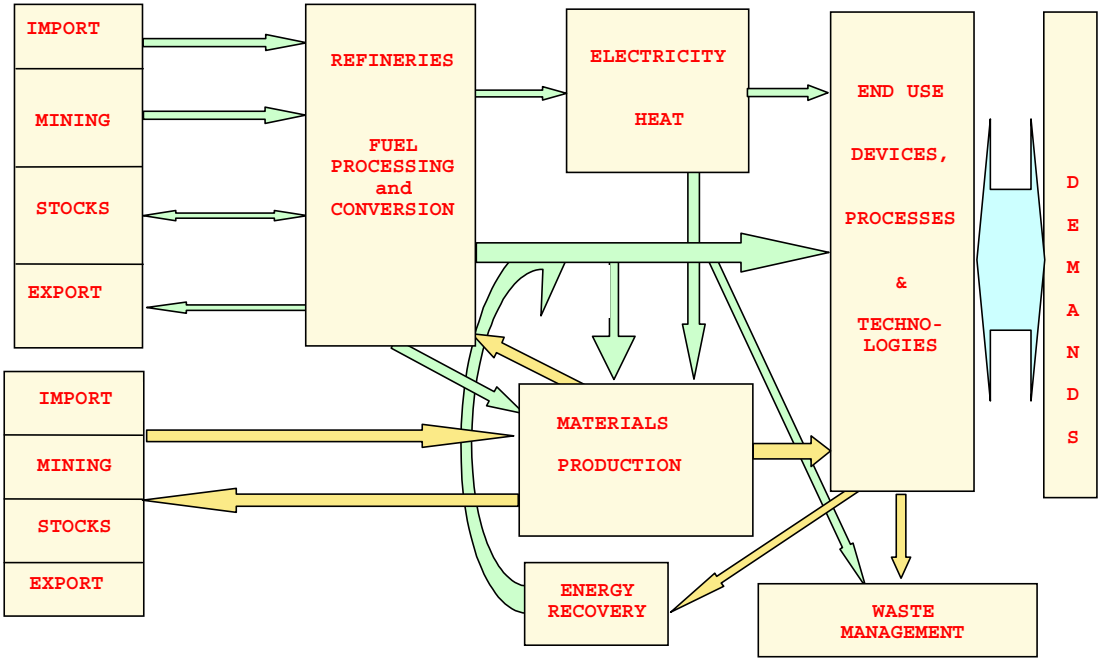 IMPORT
MINING
STOCKS
EXPORT
REFINERIES
FUEL
PROCESSING
and
CONVERSION
ELECTRICITY
HEAT
END USE
DEVICES,
PROCESSES
&
TECHNO-
LOGIES
D
E
M
A
N
D
S
IMPORT
MINING
STOCKS
EXPORT
MATERIALS
PRODUCTION
ENERGY
RECOVERY
WASTE
MANAGEMENT